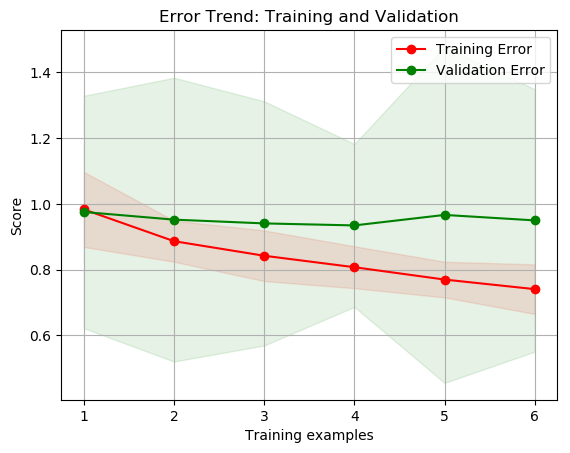 Error Trend: Training and Validation
Training Error
Validation Error
Score
1.4
1.2
1.0
0.8
0.6
1 2 3 4 5 6
Training examples